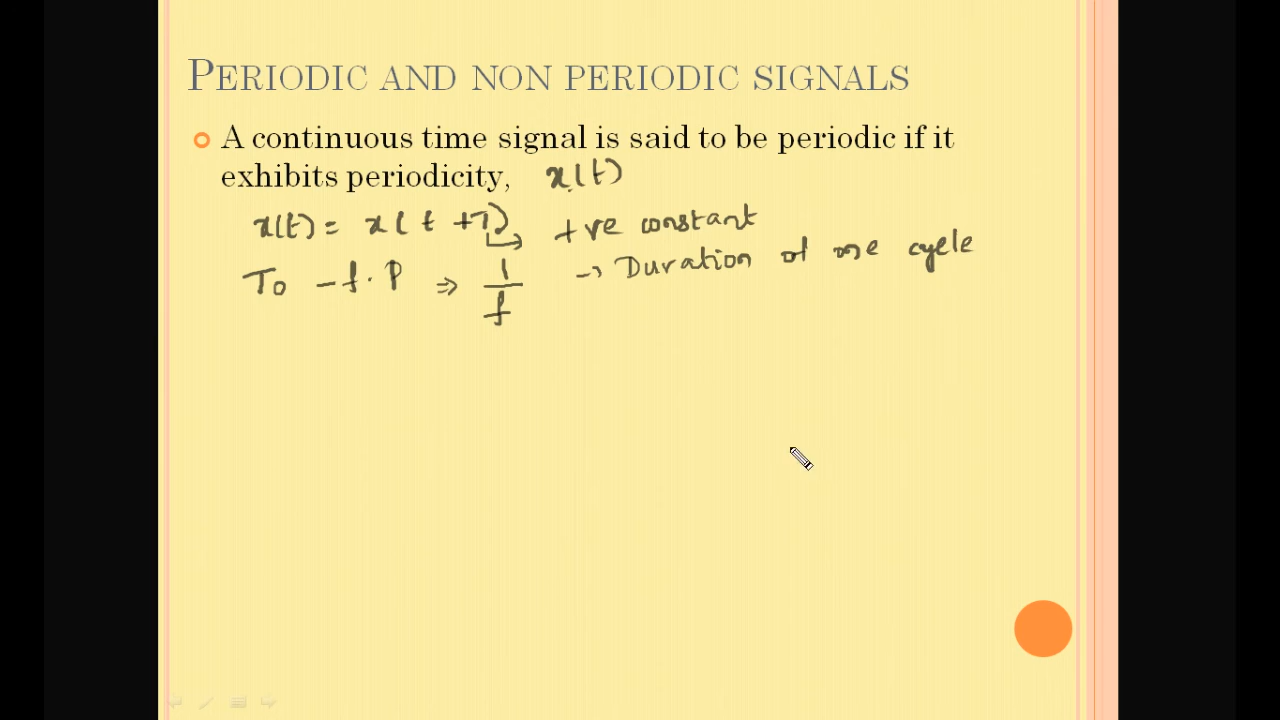 PERIODIC AND NON PERIODIC SIGNALS
A continuous time signal is said to be periodic if it
exhibits periodicity, x(t)
x(t) = x(t+T) +ve constant
→ Duration of one cycle
To - f.P ⇒ 1/f